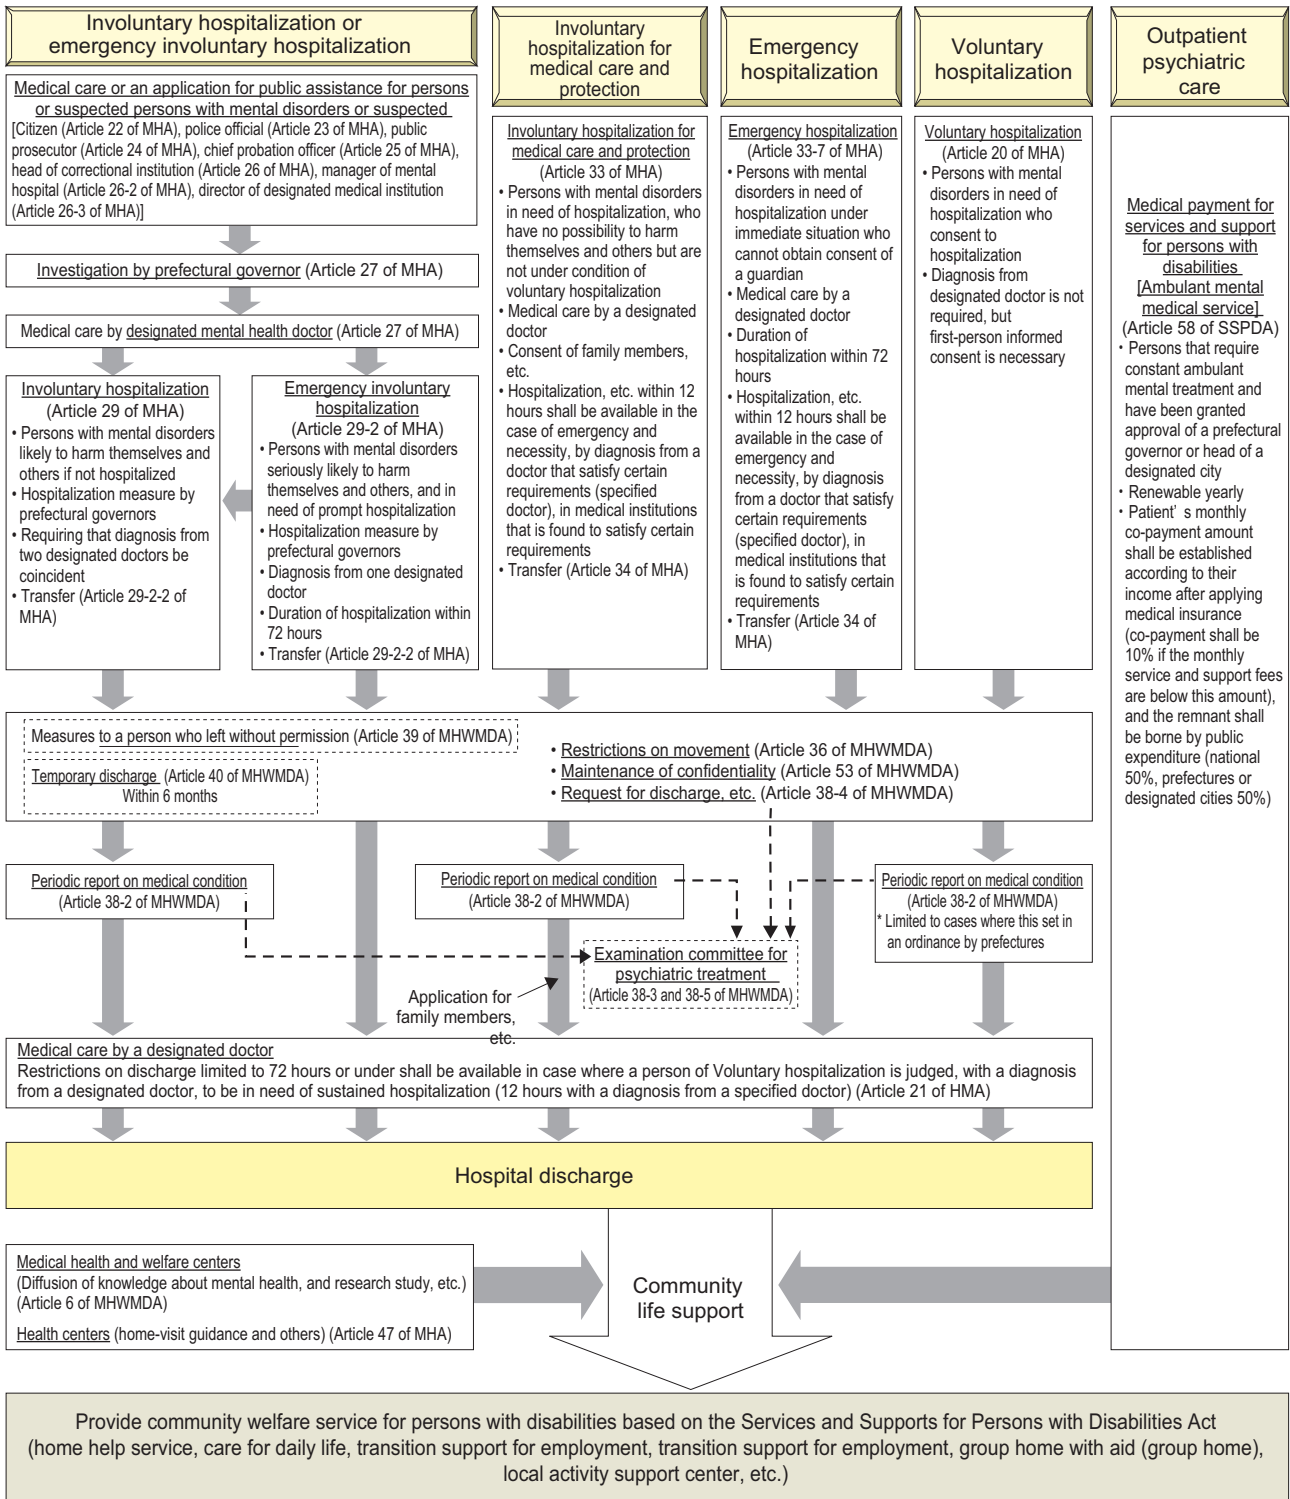 Involuntary hospitalization or
emergency involuntary hospitalization
Medical care or an application for public assistance for persons
or suspected persons with mental disorders or suspected
[Citizen (Article 22 of MHA), police official (Article 23 of MHA), public
prosecutor (Article 24 of MHA), chief probation officer (Article 25 of MHA),
head of correctional institution (Article 26 of MHA), manager of mental
hospital (Article 26-2 of MHA), director of designated medical institution
(Article 26-3 of MHA)]
Investigation by prefectural governor (Article 27 of MHA)
Medical care by designated mental health doctor (Article 27 of MHA)
Involuntary hospitalization
(Article 29 of MHA)
• Persons with mental disorders
likely to harm themselves and
others if not hospitalized
• Hospitalization measure by
prefectural governors
• Requiring that diagnosis from
two designated doctors be
coincident
• Transfer (Article 29-2-2 of
MHA)
Emergency involuntary
hospitalization
(Article 29-2 of MHA)
• Persons with mental disorders
seriously likely to harm
themselves and others, and in
need of prompt hospitalization
• Hospitalization measure by
prefectural governors
• Diagnosis from one designated
doctor
• Duration of hospitalization within
72 hours
• Transfer (Article 29-2-2 of MHA)
Involuntary
hospitalization for
medical care and
protection
Involuntary hospitalization for
medical care and protection
(Article 33 of MHA)
• Persons with mental disorders
in need of hospitalization, who
have no possibility to harm
themselves and others but are
not under condition of
voluntary hospitalization
• Medical care by a designated
doctor
• Consent of family members,
etc.
• Hospitalization, etc. within 12
hours shall be available in the
case of emergency and
necessity, by diagnosis from a
doctor that satisfy certain
requirements (specified
doctor), in medical institutions
that is found to satisfy certain
requirements
• Transfer (Article 34 of MHA)
Emergency
hospitalization
Emergency hospitalization
(Article 33-7 of MHA)
• Persons with mental
disorders in need of
hospitalization under
immediate situation who
cannot obtain consent of
a guardian
• Medical care by a
designated doctor
• Duration of
hospitalization within 72
hours
• Hospitalization, etc.
within 12 hours shall be
available in the case of
emergency and
necessity, by diagnosis
from a doctor that satisfy
certain requirements
(specified doctor), in
medical institutions that
is found to satisfy certain
requirements
• Transfer (Article 34 of
MHA)
Voluntary
hospitalization
Voluntary hospitalization
(Article 20 of MHA)
• Persons with mental
disorders in need of
hospitalization who
consent to
hospitalization
• Diagnosis from
designated doctor is not
required, but
first-person informed
consent is necessary
Outpatient
psychiatric
care
Medical payment for
services and support
for persons with
disabilities
[Ambulant mental
medical service]
(Article 58 of SSPDA)
• Persons that require
constant ambulant
mental treatment and
have been granted
approval of a prefectural
governor or head of a
designated city
• Renewable yearly
• Patient’ s monthly
co-payment amount
shall be established
according to their
income after applying
medical insurance
(co-payment shall be
10% if the monthly
service and support fees
are below this amount),
and the remnant shall
be borne by public
expenditure (national
50%, prefectures or
designated cities 50%)
Measures to a person who left without permission (Article 39 of MHWMDA)
Temporary discharge (Article 40 of MHWMDA)
Within 6 months
• Restrictions on movement (Article 36 of MHWMDA)
• Maintenance of confidentiality (Article 53 of MHWMDA)
• Request for discharge, etc. (Article 38-4 of MHWMDA)
Periodic report on medical condition
(Article 38-2 of MHWMDA)
Periodic report on medical condition
(Article 38-2 of MHWMDA)
Periodic report on medical condition
(Article 38-2 of MHWMDA)
* Limited to cases where this set in
an ordinance by prefectures
Examination committee for
psychiatric treatment
(Article 38-3 and 38-5 of MHWMDA)
Application for
family members,
etc.
Medical care by a designated doctor
Restrictions on discharge limited to 72 hours or under shall be available in case where a person of Voluntary hospitalization is judged, with a diagnosis
from a designated doctor, to be in need of sustained hospitalization (12 hours with a diagnosis from a specified doctor) (Article 21 of HMA)
Hospital discharge
Medical health and welfare centers
(Diffusion of knowledge about mental health, and research study, etc.)
(Article 6 of MHWMDA)
Health centers (home-visit guidance and others) (Article 47 of MHA)
Community
life support
Provide community welfare service for persons with disabilities based on the Services and Supports for Persons with Disabilities Act
(home help service, care for daily life, transition support for employment, transition support for employment, group home with aid (group home),
local activity support center, etc.)